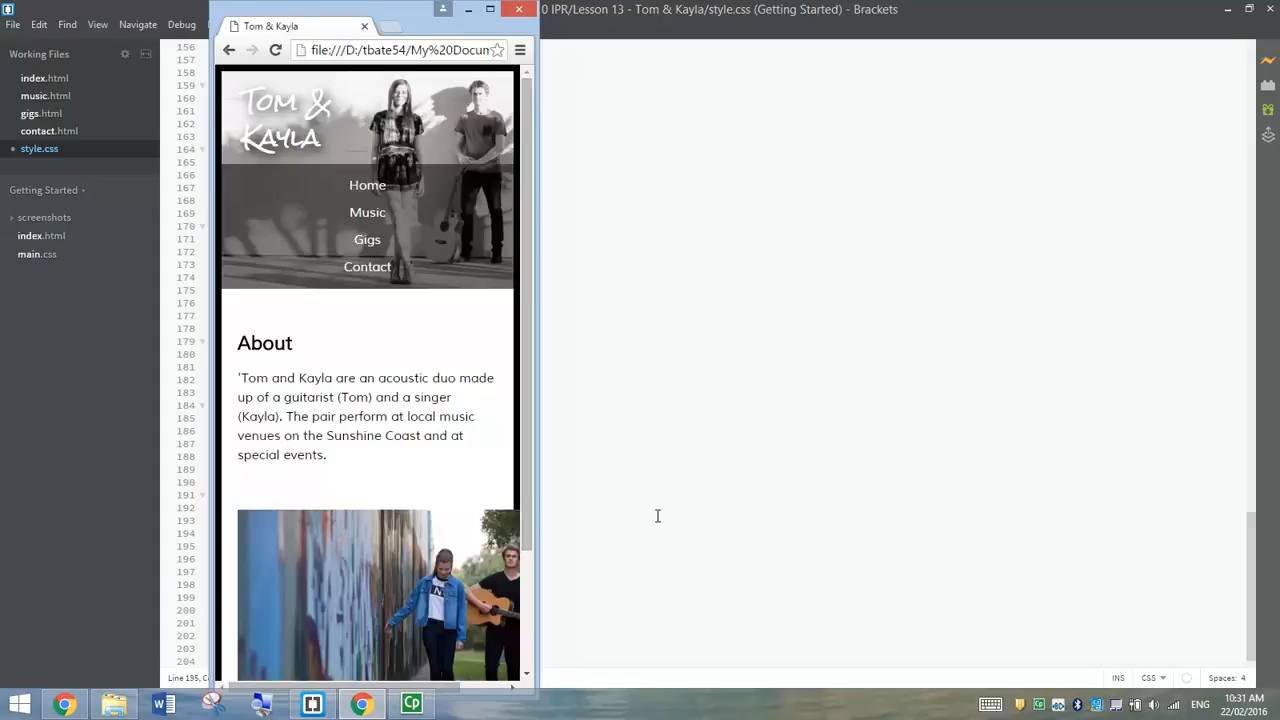 0 IPR/Lesson 13 - Tom & Kayla/style.css (Getting Started) - Brackets
File Edit Find View Navigate Debug
Tom & Kayla
file:///D:/tbate54/My%20Docum
Working Files
index.html
music.html
gigs.html
contact.html
style.css
Getting Started
screenshots
index.html
main.css
156
157
158
159
160
161
162
163
164
165
166
167
168
169
170
171
172
173
174
175
176
177
178
179
180
181
182
183
184
185
186
187
188
189
190
191
192
193
194
195
196
197
198
199
200
201
202
203
204
Tom &
Kayla
Home
Music
Gigs
Contact
About
'Tom and Kayla are an acoustic duo made
up of a guitarist (Tom) and a singer
(Kayla). The pair perform at local music
venues on the Sunshine Coast and at
special events.
Line 195, C
INS CSS Spaces: 4
W Cp
ENG
10:31 AM
22/02/2016